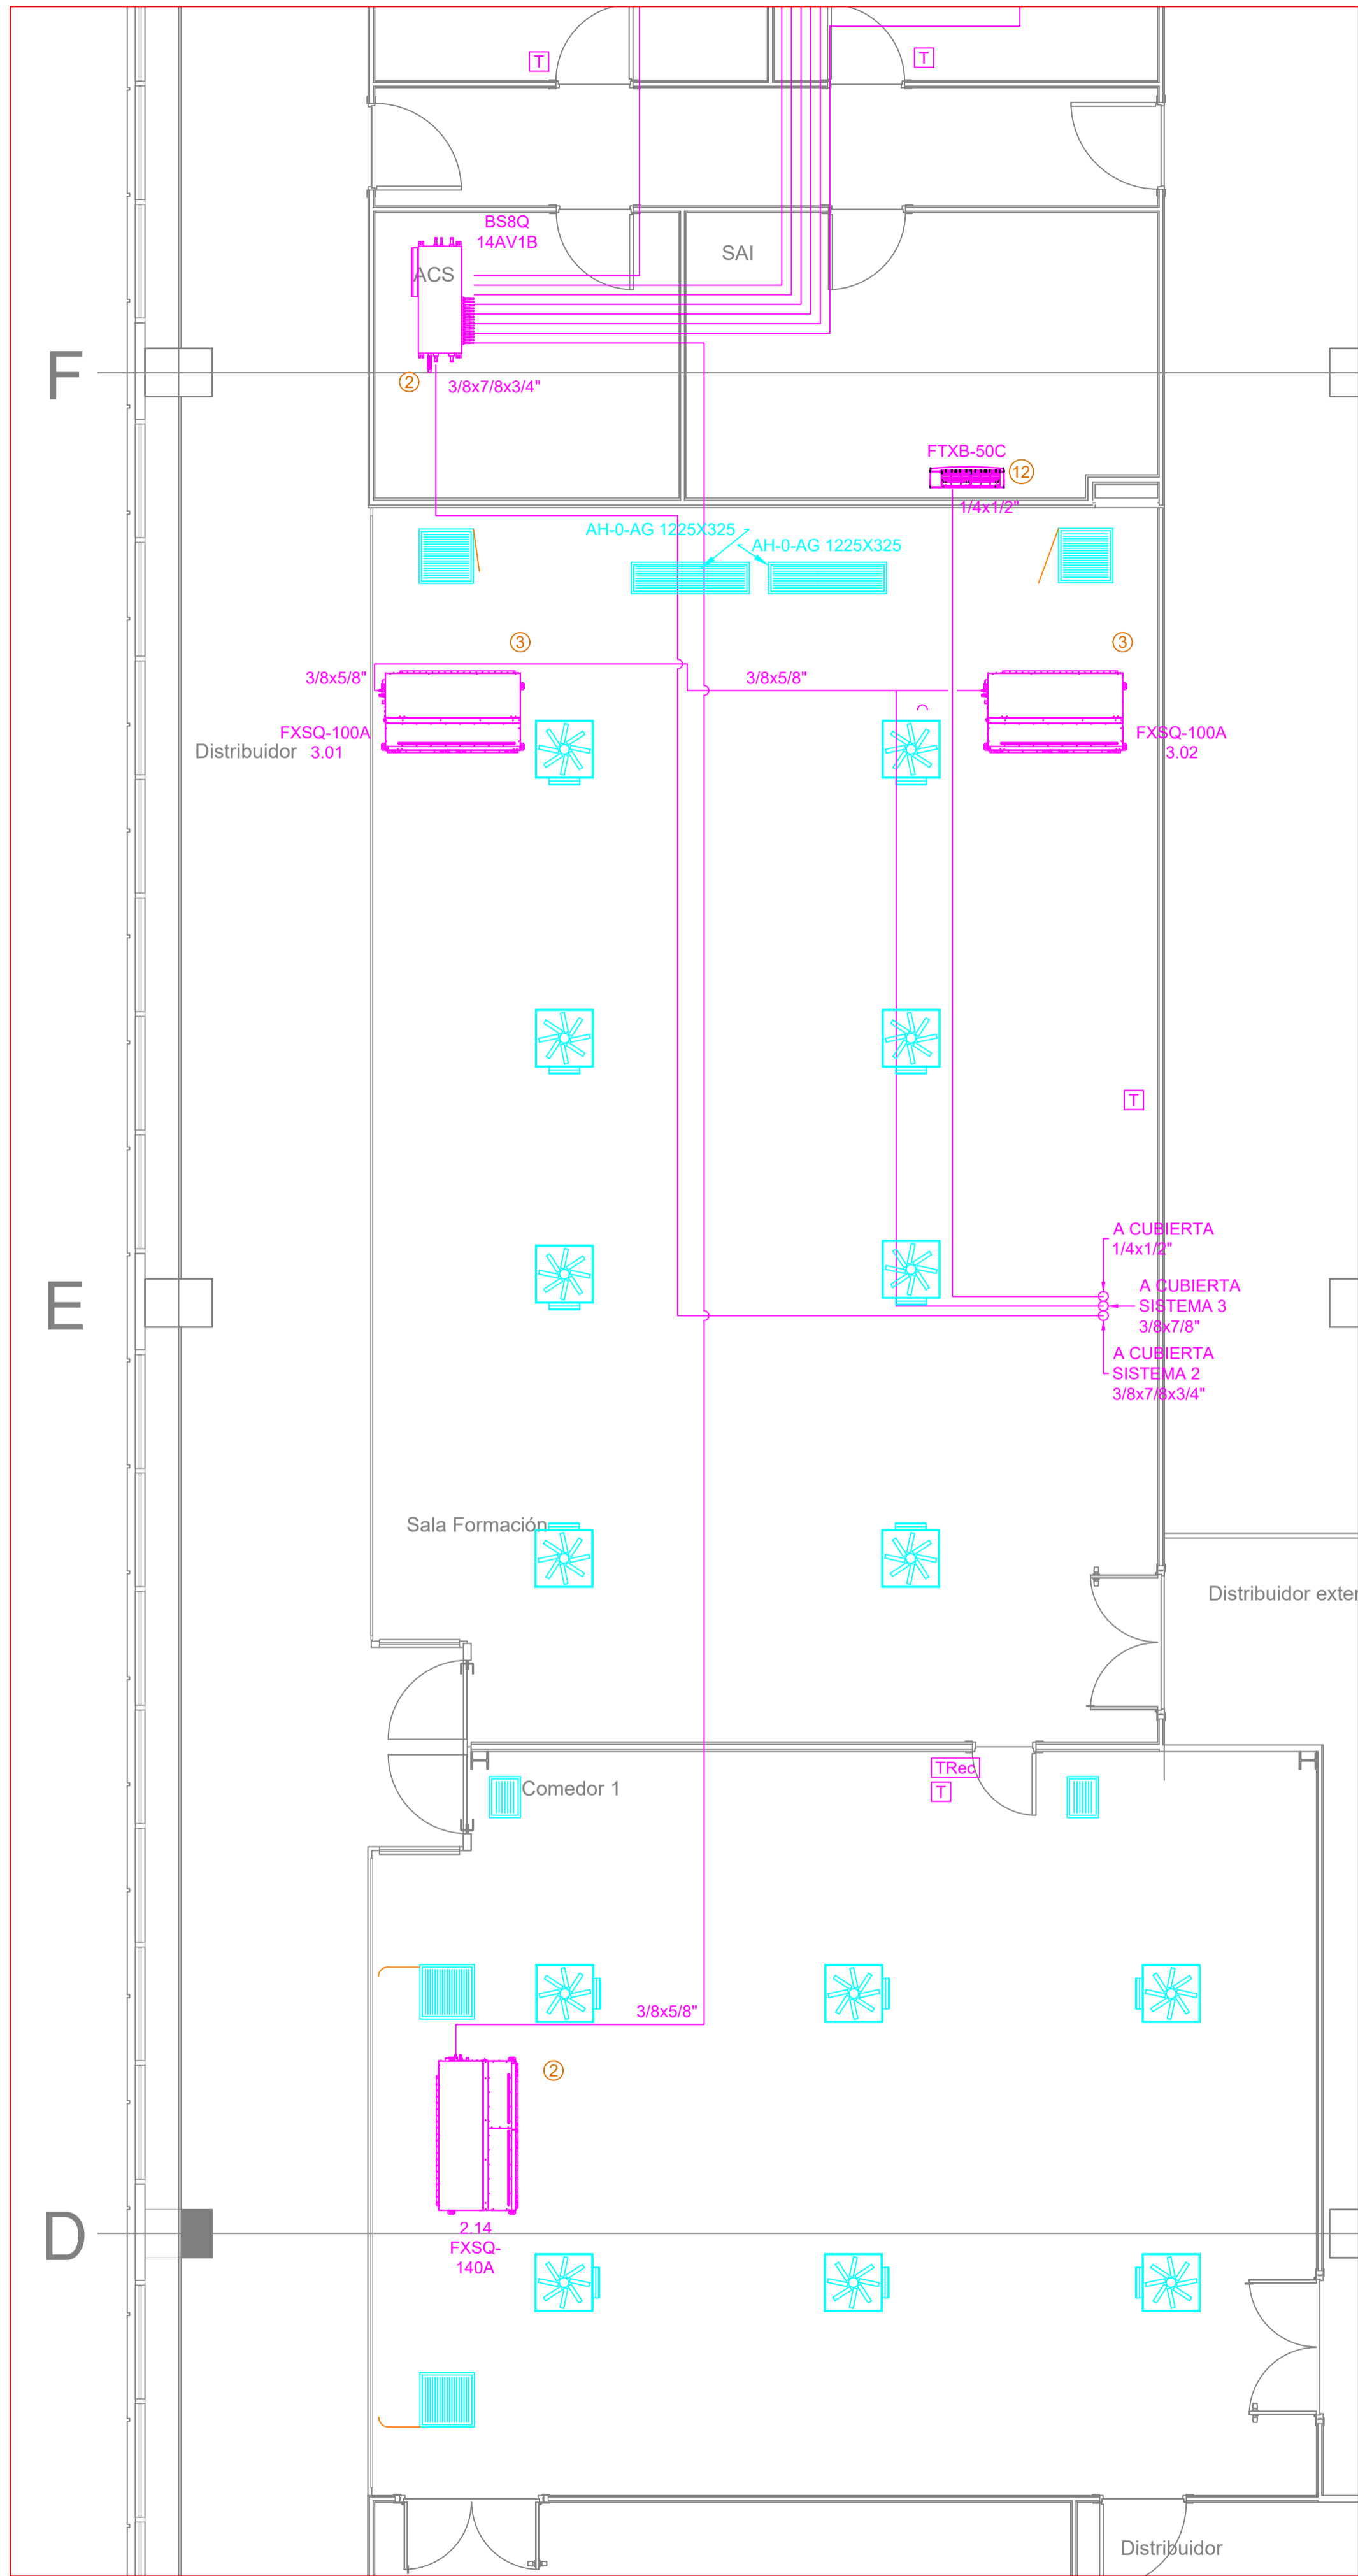 T
T
BS8Q
14AV1B
ACS
SAI
F
2
3/8x7/8x3/4"
FTXB-50C
12
1/4x1/2"
AH-0-AG 1225X325
AH-0-AG 1225X325
3
3
3/8x5/8"
3/8x5/8"
FXSQ-100A
3.01
Distribuidor
FXSQ-100A
3.02
T
A CUBIERTA
1/4x1/2"
E
A CUBIERTA
SISTEMA 3
3/8x7/8"
A CUBIERTA
SISTEMA 2
3/8x7/8x3/4"
Sala Formación
Distribuidor exter
TRec
T
Comedor 1
3/8x5/8"
2
D
2.14
FXSQ-
140A
Distribuidor